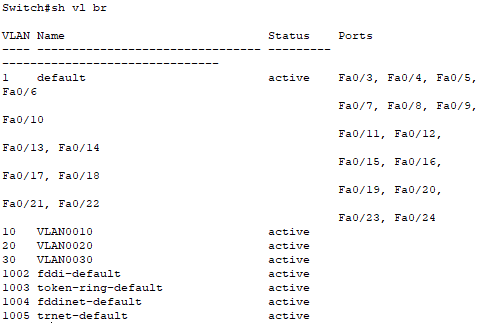 Switch#sh vl br
VLAN Name                             Status    Ports
---- -------------------------------- --------- 
-------------------------------
1    default                          active    Fa0/3, Fa0/4, Fa0/5,
Fa0/6
                                                Fa0/7, Fa0/8, Fa0/9,
Fa0/10
                                                Fa0/11, Fa0/12,
Fa0/13, Fa0/14
                                                Fa0/15, Fa0/16,
Fa0/17, Fa0/18
                                                Fa0/19, Fa0/20,
Fa0/21, Fa0/22
                                                Fa0/23, Fa0/24
10   VLAN0010                         active
20   VLAN0020                         active
30   VLAN0030                         active
1002 fddi-default                     active
1003 token-ring-default               active
1004 fddinet-default                  active
1005 trnet-default                    active